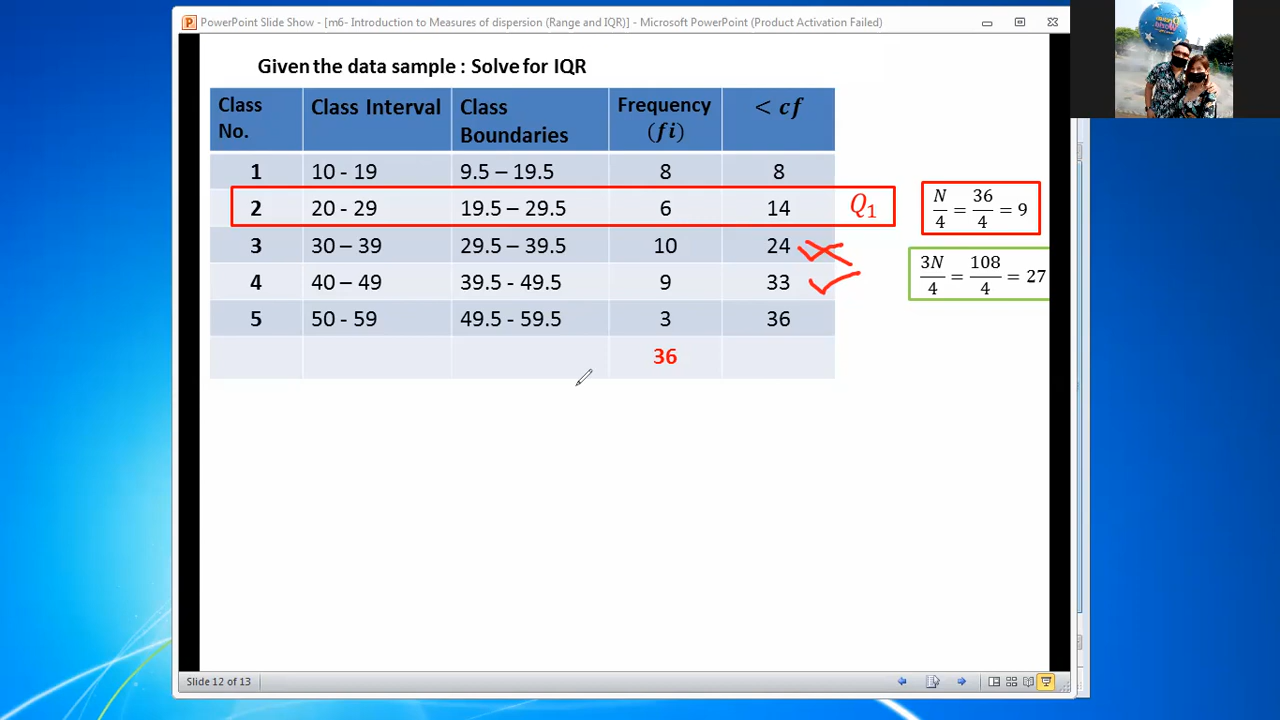 PowerPoint Slide Show - [m6- Introduction to Measures of dispersion (Range and IQR)] - Microsoft PowerPoint (Product Activation Failed)
Given the data sample : Solve for IQR
Class No. Class Interval Class Boundaries Frequency (fi) < cf
1 10 - 19 9.5 – 19.5 8 8
2 20 - 29 19.5 – 29.5 6 14 Q₁
3 30 – 39 29.5 – 39.5 10 24
4 40 – 49 39.5 - 49.5 9 33
5 50 - 59 49.5 - 59.5 3 36
36
N/4 = 36/4 = 9
3N/4 = 108/4 = 27
Slide 12 of 13